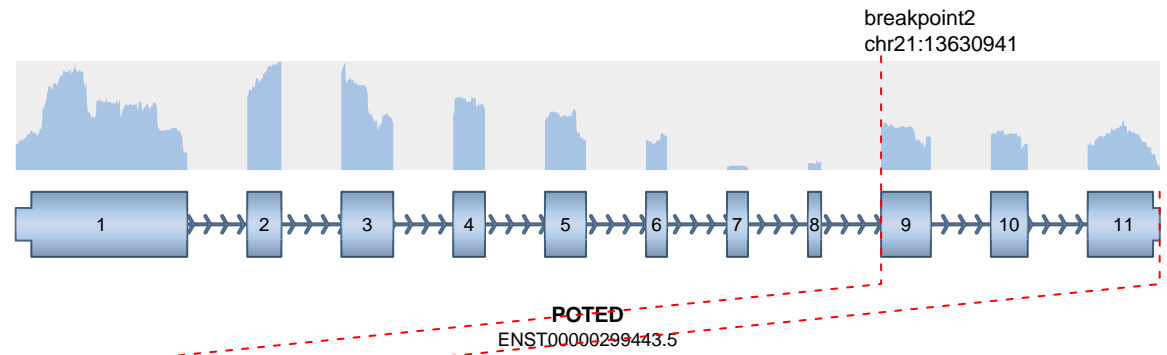 breakpoint2
chr21:13630941
1 2 3 4 5 6 7 8 9 10 11
POTED
ENST00000299443.5